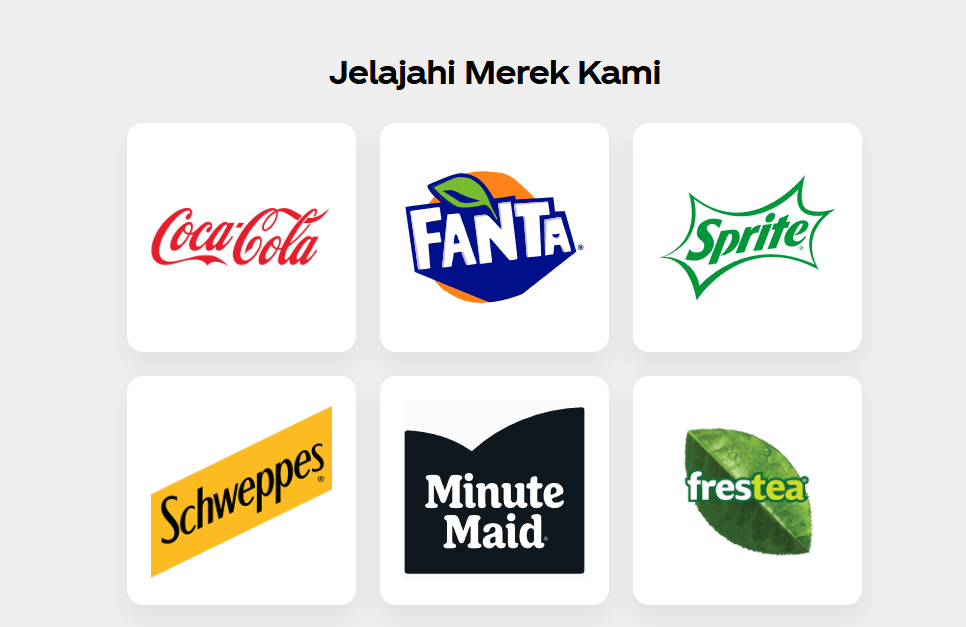 Jelajahi Merek Kami
Coca-Cola
FANTA
Sprite
Schweppes
Minute
Maid
frestea